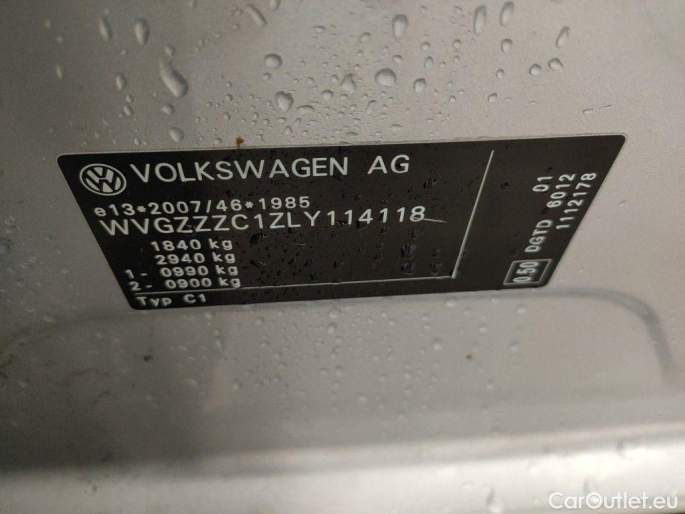 VOLKSWAGEN AG
e13*2007/46*1985
WVGZZZC1ZLY114118
1840 kg
2940 kg
1- 0990 kg
2- 0900 kg
Typ C1
0.50
DGTD
01
6012
1112178
CarOutlet.eu